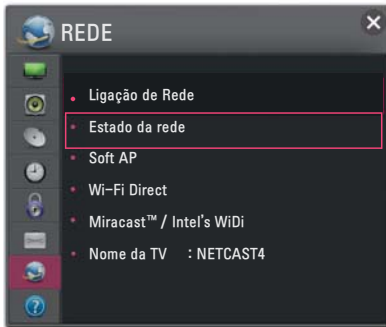 REDE
Ligação de Rede
Estado da rede
Soft AP
Wi-Fi Direct
Miracast™ / Intel's WiDi
Nome da TV : NETCAST4